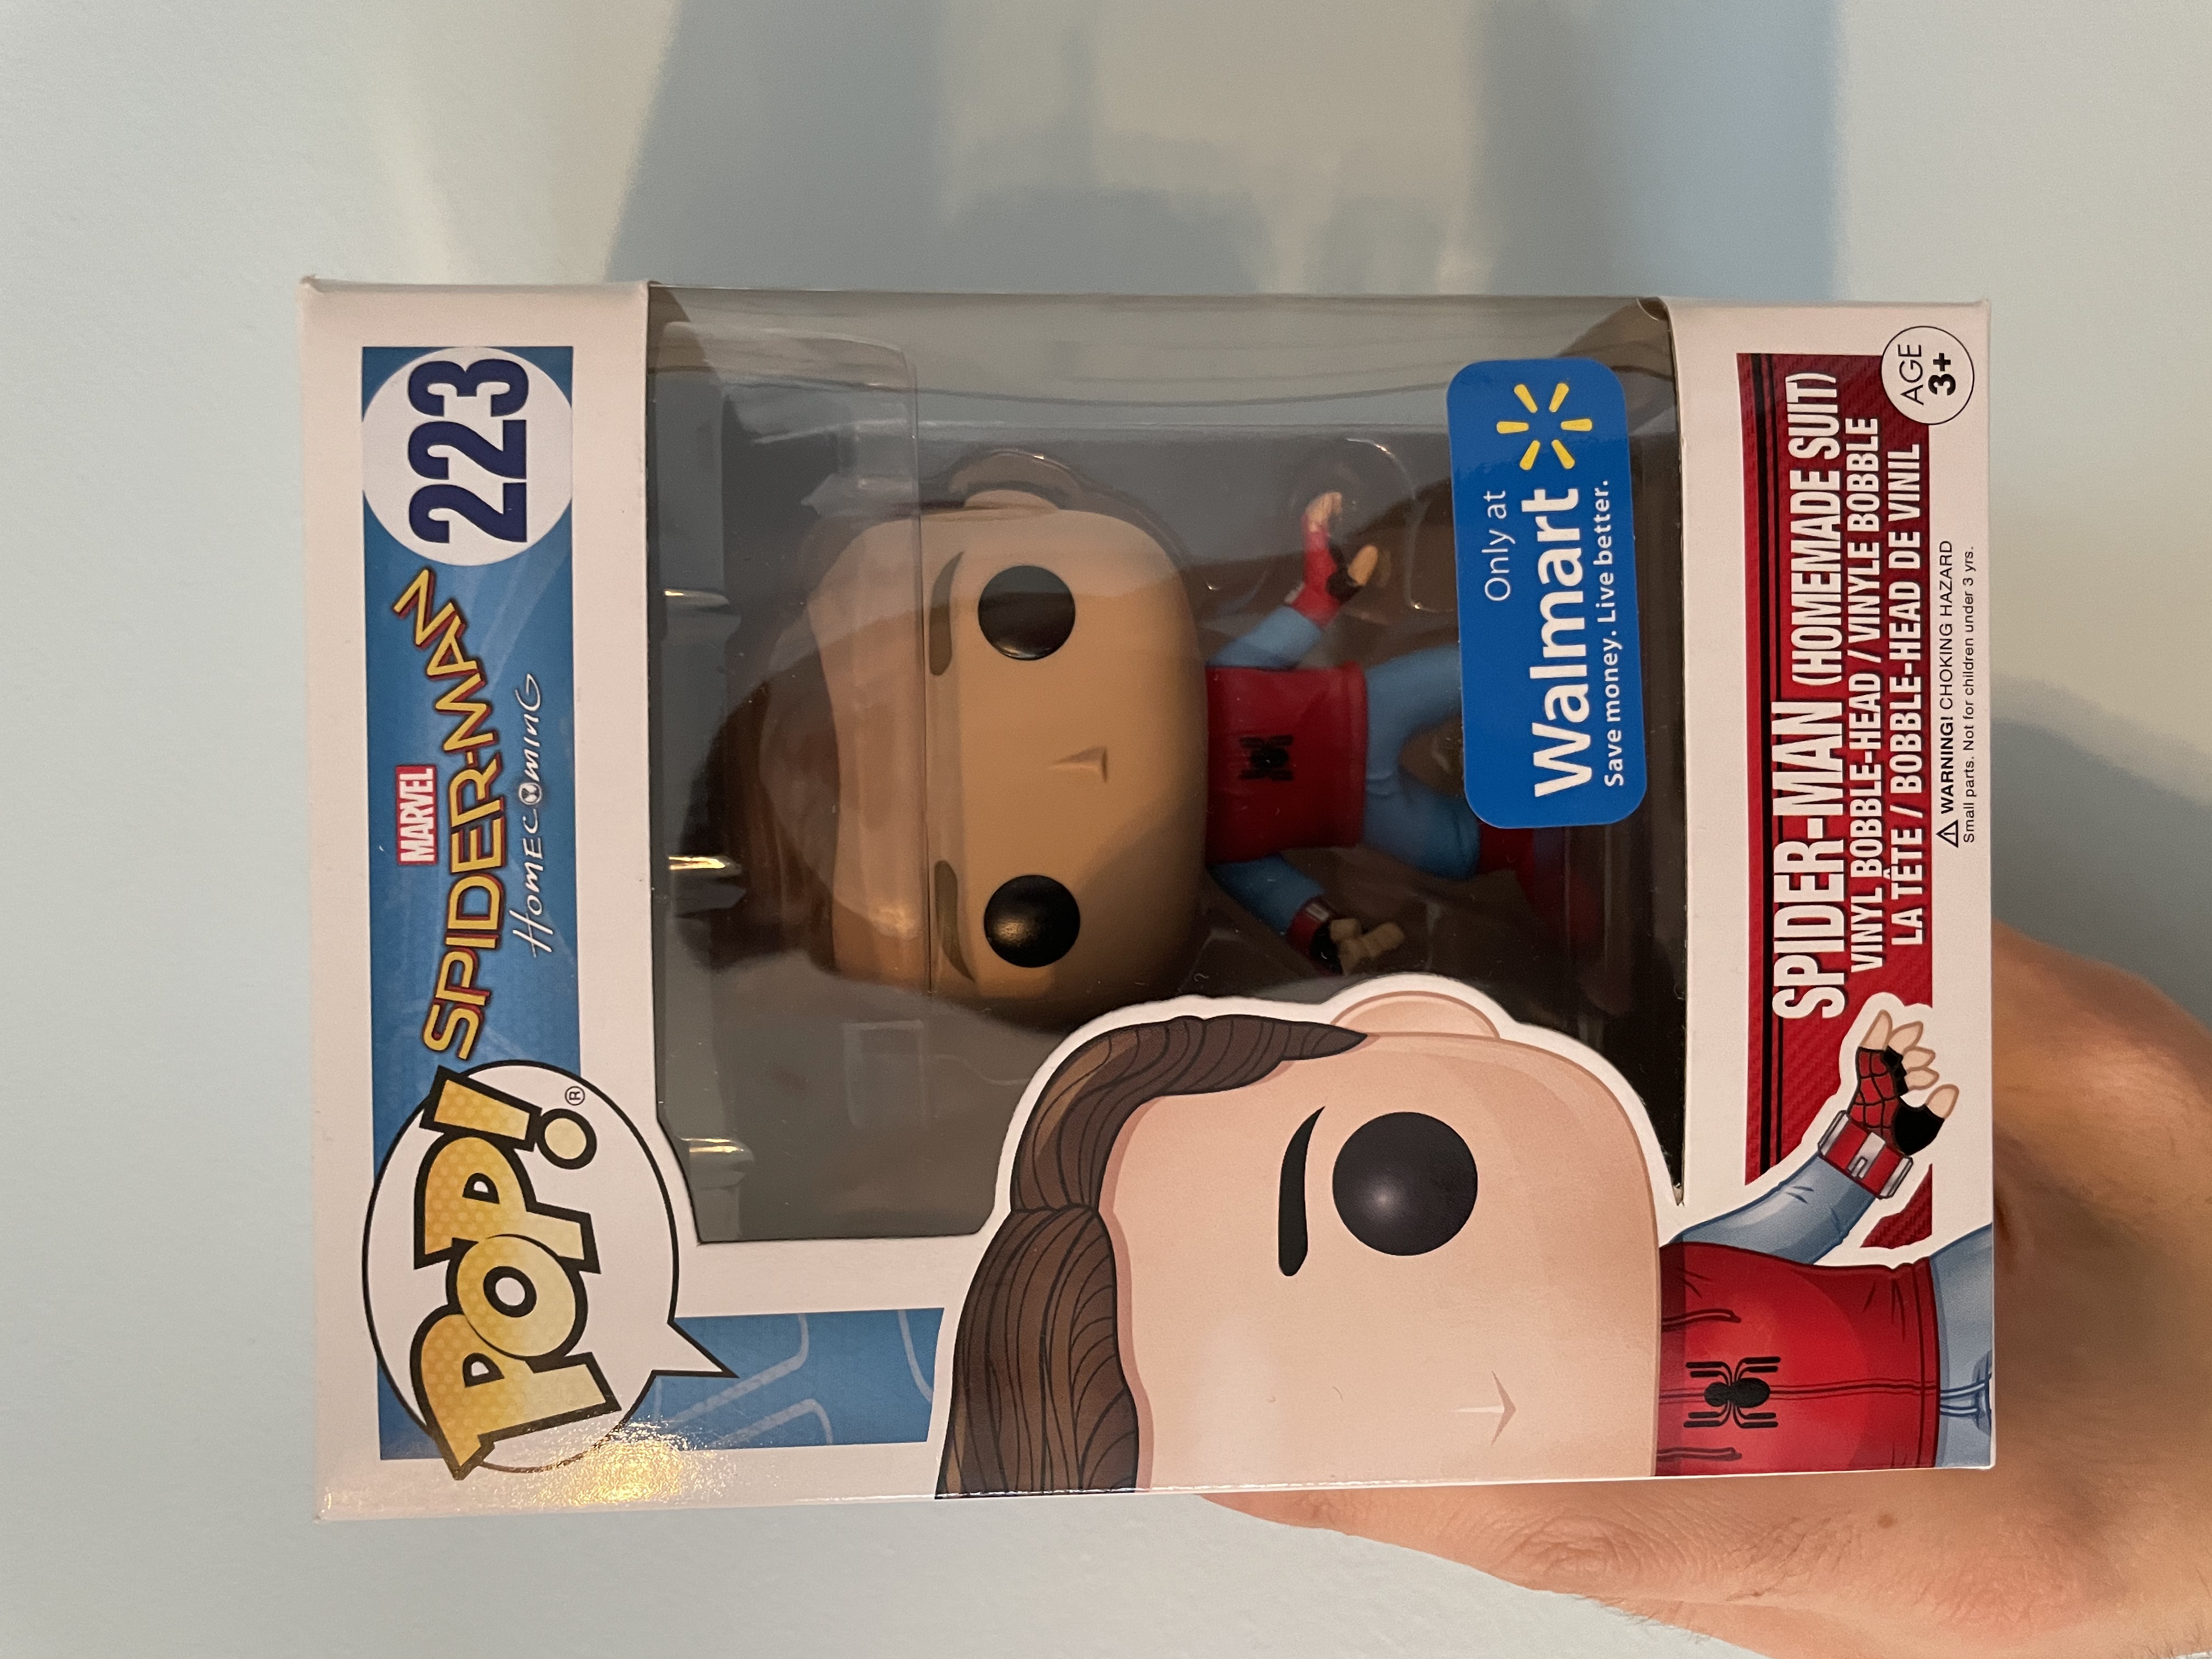 POP!®
MARVEL
SPIDER-MAN
HOMECOMING
223
Only at
Walmart
Save money. Live better.
SPIDER-MAN (HOMEMADE SUIT)
VINYL BOBBLE-HEAD / VINYLE BOBBLE
LA TÊTE / BOBBLE-HEAD DE VINIL
AGE
3+
WARNING! CHOKING HAZARD
Small parts. Not for children under 3 yrs.